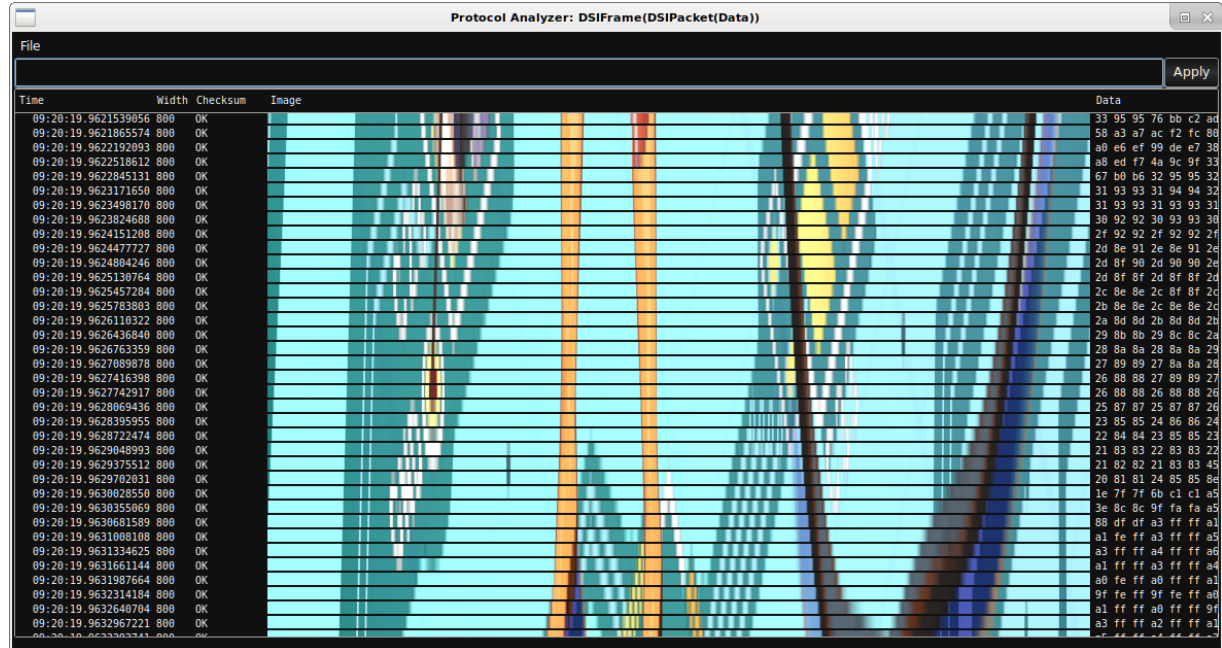 Protocol Analyzer: DSIFrame(DSIPacket(Data))
File
Apply
Time Width Checksum Image Data
09:20:19.9621539056 800 OK 33 95 95 76 bb c2 ad
09:20:19.9621865574 800 OK 58 a3 a7 ac f2 fc 80
09:20:19.9622192093 800 OK a0 e6 ef 99 de e7 38
09:20:19.9622518612 800 OK a8 ed f7 4a 9c 9f 33
09:20:19.9622845131 800 OK 67 b0 b6 32 95 95 32
09:20:19.9623171650 800 OK 31 93 93 31 94 94 32
09:20:19.9623498170 800 OK 31 93 93 31 93 93 31
09:20:19.9623824688 800 OK 30 92 92 30 93 93 30
09:20:19.9624151208 800 OK 2f 92 92 2f 92 92 2f
09:20:19.9624477727 800 OK 2d 8e 91 2e 8e 91 2e
09:20:19.9624804246 800 OK 2d 8f 90 2d 90 90 2e
09:20:19.9625130764 800 OK 2d 8f 8f 2d 8f 8f 2d
09:20:19.9625457284 800 OK 2c 8e 8e 2c 8f 8f 2c
09:20:19.9625783803 800 OK 2b 8e 8e 2c 8e 8e 2c
09:20:19.9626110322 800 OK 2a 8d 8d 2b 8d 8d 2b
09:20:19.9626436840 800 OK 29 8b 8b 29 8c 8c 2a
09:20:19.9626763359 800 OK 28 8a 8a 28 8a 8a 29
09:20:19.9627089878 800 OK 27 89 89 27 8a 8a 28
09:20:19.9627416398 800 OK 26 88 88 27 89 89 27
09:20:19.9627742917 800 OK 26 88 88 26 88 88 26
09:20:19.9628069436 800 OK 25 87 87 25 87 87 26
09:20:19.9628395955 800 OK 23 85 85 24 86 86 24
09:20:19.9628722474 800 OK 22 84 84 23 85 85 23
09:20:19.9629048993 800 OK 21 83 83 22 83 83 22
09:20:19.9629375512 800 OK 21 82 82 21 83 83 45
09:20:19.9629702031 800 OK 20 81 81 24 85 85 8e
09:20:19.9630028550 800 OK 1e 7f 7f 6b c1 c1 a5
09:20:19.9630355069 800 OK 3e 8c 8c 9f fa fa a5
09:20:19.9630681589 800 OK 88 df df a3 ff ff a1
09:20:19.9631008108 800 OK a1 fe ff a3 ff ff a5
09:20:19.9631334625 800 OK a3 ff ff a4 ff ff a6
09:20:19.9631661144 800 OK a1 ff ff a3 ff ff a4
09:20:19.9631987664 800 OK a0 fe ff a0 ff ff a1
09:20:19.9632314184 800 OK 9f fe ff 9f fe ff a0
09:20:19.9632640704 800 OK a1 ff ff a0 ff ff 9f
09:20:19.9632967221 800 OK a3 ff ff a2 ff ff a1